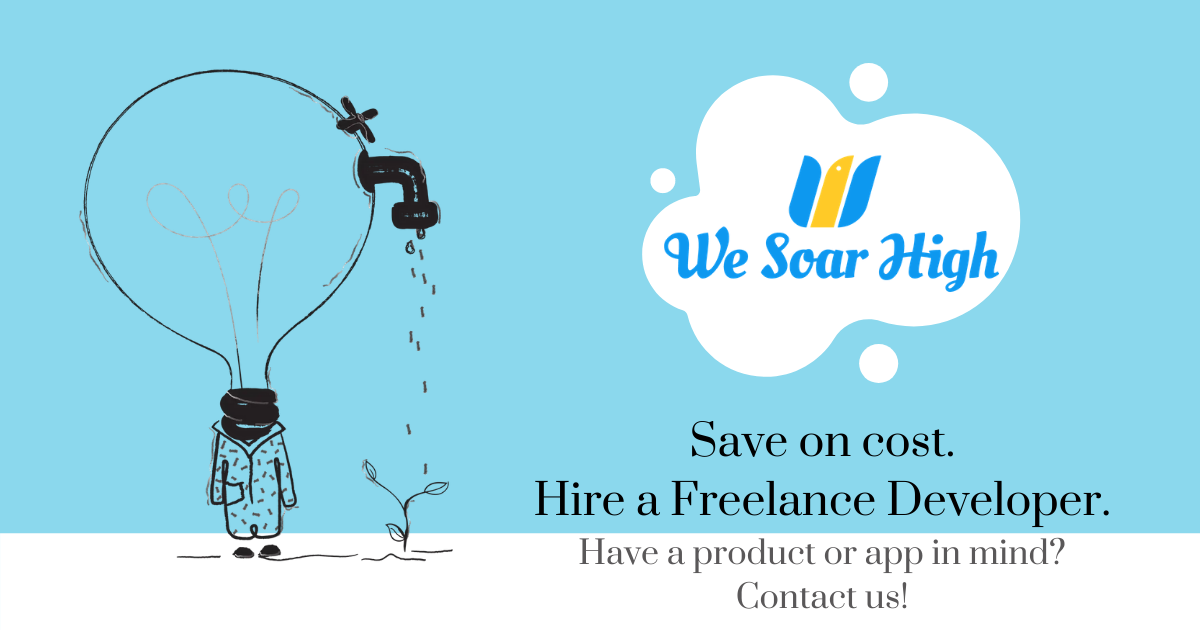 We Soar High
Save on cost.
Hire a Freelance Developer.
Have a product or app in mind?
Contact us!